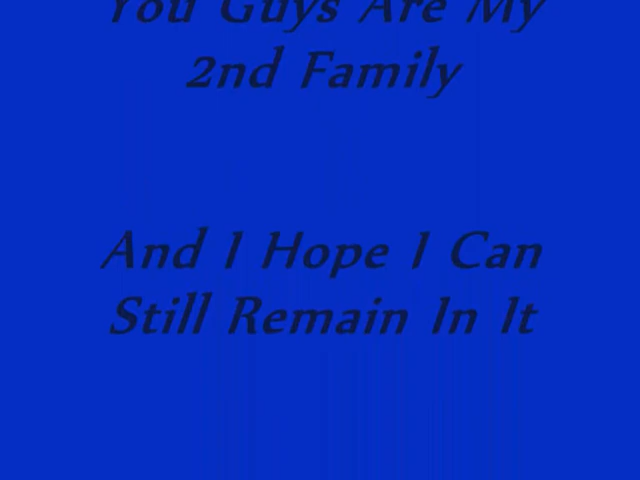 You Guys Are My
2nd Family
And I Hope I Can
Still Remain In It